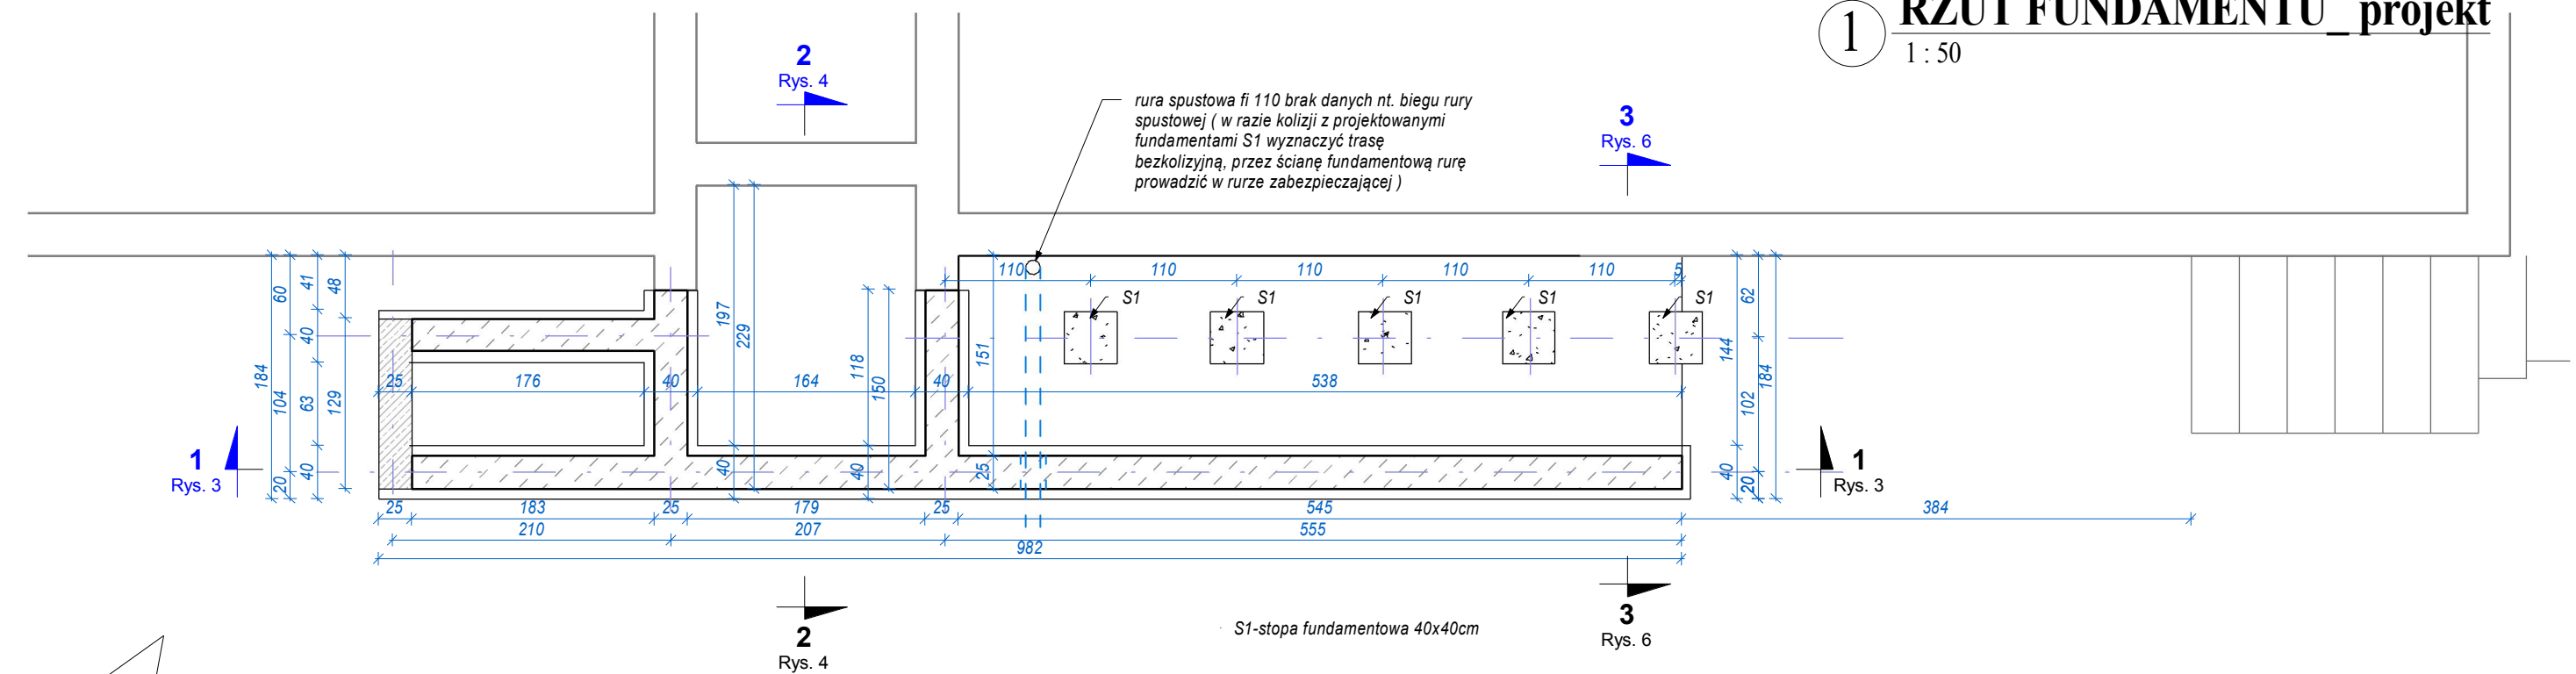 1
RZUT FUNDAMENTU_ projekt
1 : 50
2
Rys. 4
3
Rys. 6
rura spustowa fi 110 brak danych nt. biegu rury
spustowej ( w razie kolizji z projektowanymi
fundamentami S1 wyznaczyć trasę
bezkolizyjną, przez ścianę fundamentową rurę
prowadzić w rurze zabezpieczającej )
110 110 110 110 110 5
S1 S1 S1 S1 S1
184
60 104 20
41 40 63 40
48 129
197 40
229
118 40
150
151 25
144 40
62 102 20
184
25 176 40 164 40 538
1
Rys. 3
1
Rys. 3
25 183 25 179 25 545 384
210 207 555
982
2
Rys. 4
3
Rys. 6
S1-stopa fundamentowa 40x40cm